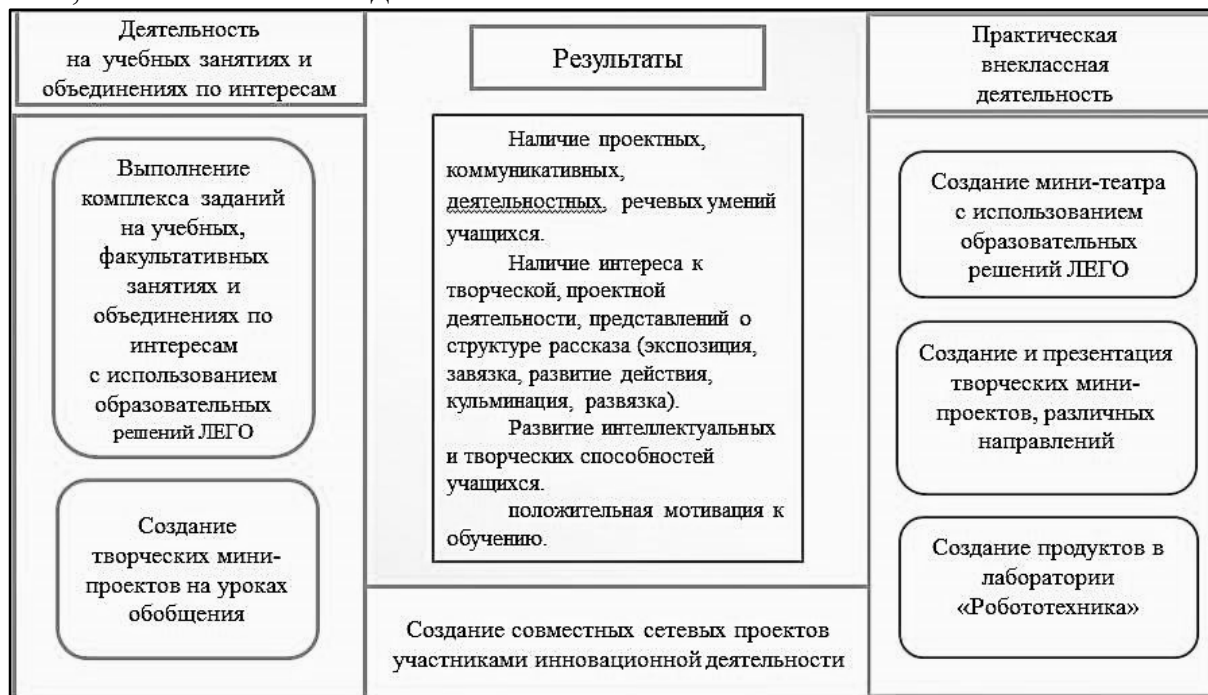 Деятельность
на учебных занятиях и
объединениях по интересам
Выполнение
комплекса заданий
на учебных,
факультативных
занятиях и
объединениях по
интересам
с использованием
образовательных
решений ЛЕГО
Создание
творческих мини-
проектов на уроках
обобщения
Результаты
Наличие проектных,
коммуникативных,
деятельностных, речевых умений
учащихся.
Наличие интереса к
творческой, проектной
деятельности, представлений о
структуре рассказа (экспозиция,
завязка, развитие действия,
кульминация, развязка).
Развитие интеллектуальных
и творческих способностей
учащихся.
положительная мотивация к
обучению.
Создание совместных сетевых проектов
участниками инновационной деятельности
Практическая
внеклассная
деятельность
Создание мини-театра
с использованием
образовательных
решений ЛЕГО
Создание и презентация
творческих мини-
проектов, различных
направлений
Создание продуктов в
лаборатории
«Робототехника»